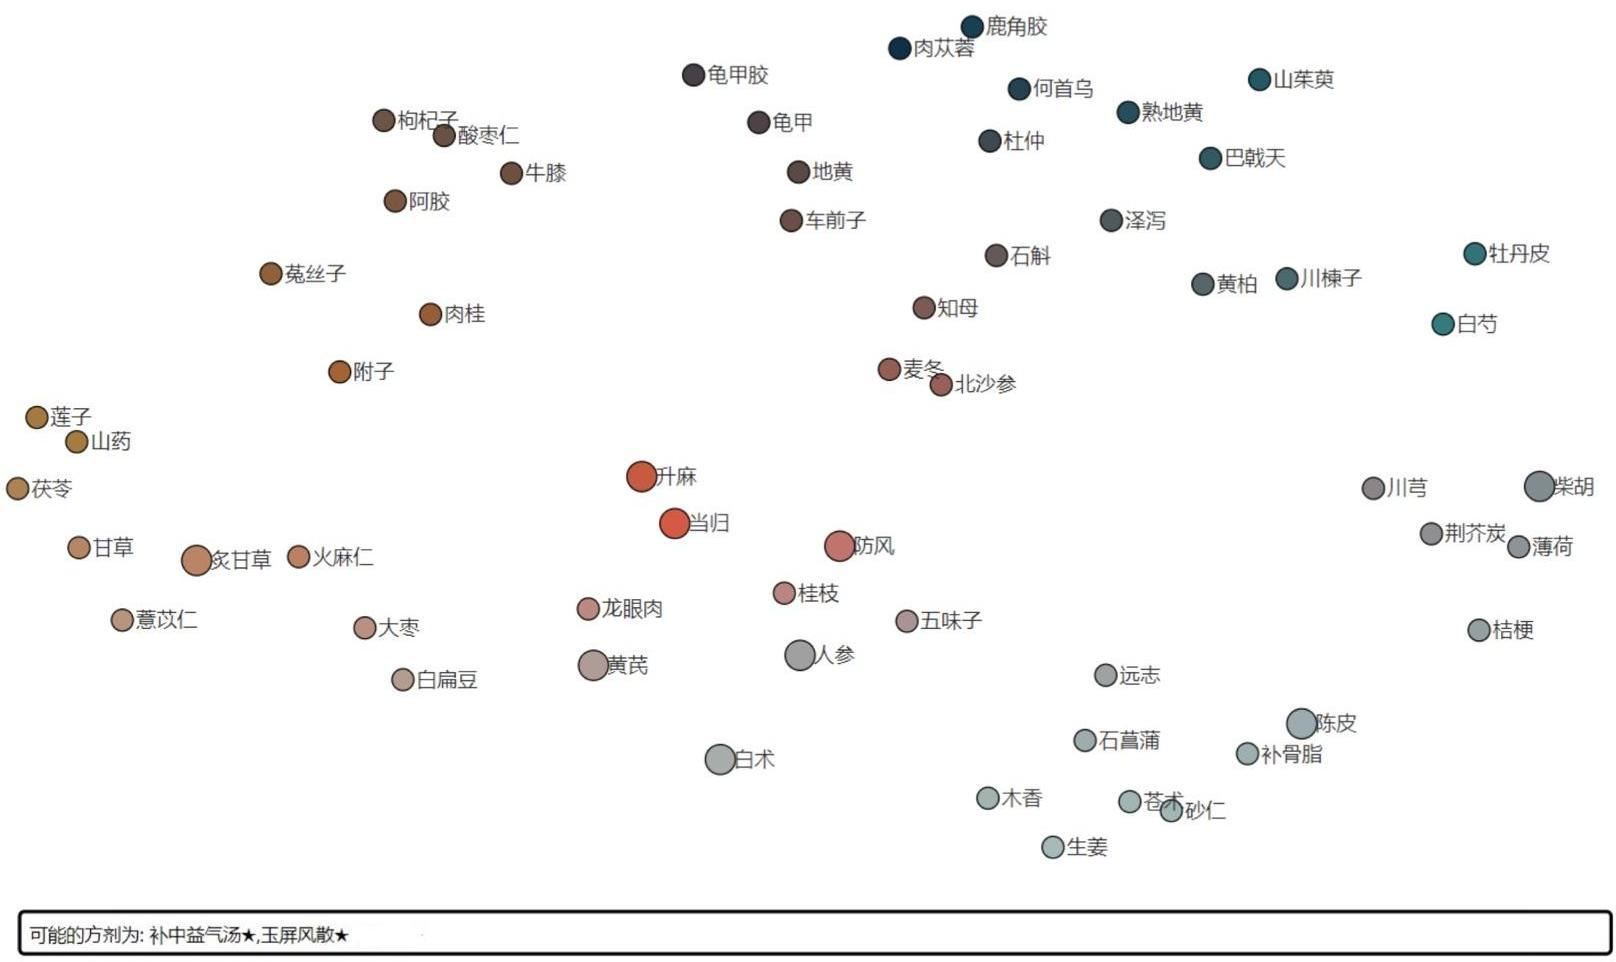 鹿角胶
肉苁蓉
龟甲胶
山茱萸
何首乌
熟地黄
枸杞子
龟甲
酸枣仁
杜仲
巴戟天
牛膝
地黄
阿胶
车前子
泽泻
石斛
牡丹皮
菟丝子
黄柏
川楝子
肉桂
知母
白芍
附子
麦冬
北沙参
莲子
山药
升麻
茯苓
川芎
柴胡
当归
荆芥炭
甘草
炙甘草
火麻仁
防风
薄荷
桂枝
龙眼肉
薏苡仁
大枣
五味子
桔梗
黄芪
人参
白扁豆
远志
陈皮
石菖蒲
白术
补骨脂
木香
苍术
砂仁
生姜
可能的方剂为: 补中益气汤★,玉屏风散★